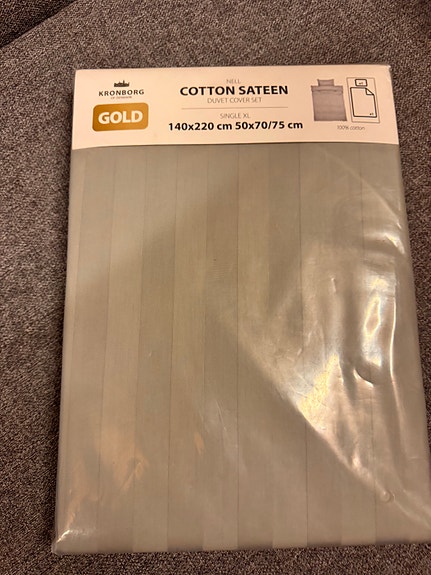 KRONBORG
GOLD
NELL
COTTON SATEEN
DUVET COVER SET
SINGLE XL
140x220 cm 50x70/75 cm
100% cotton